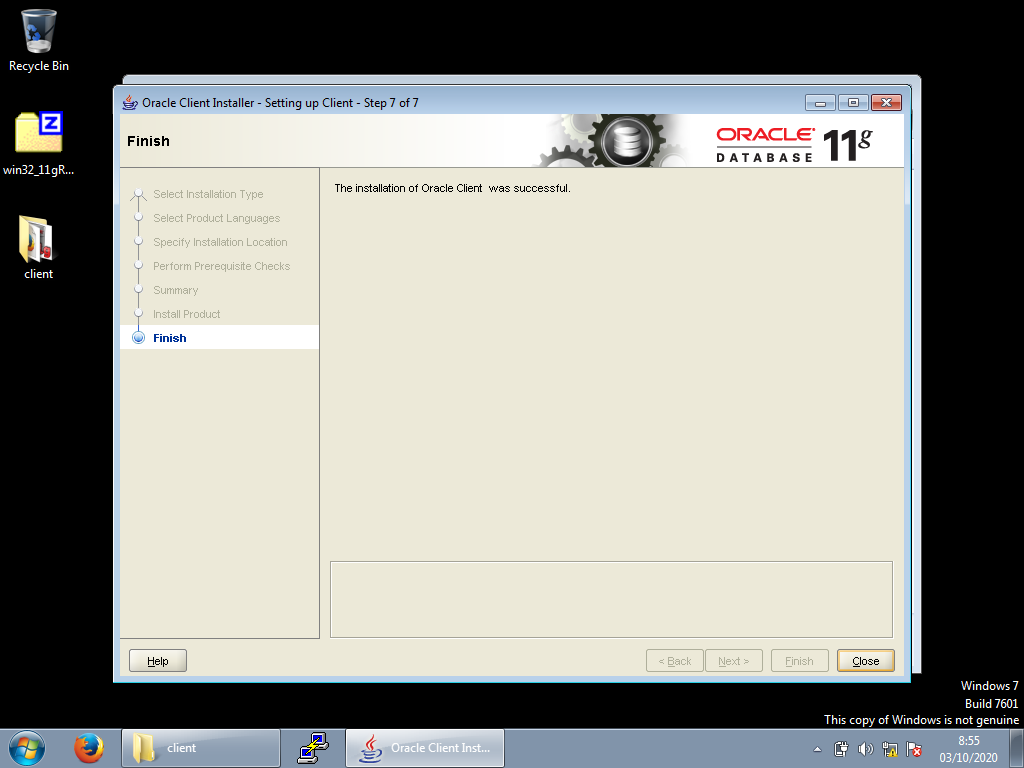 Recycle Bin
Z
win32_11gR...
client
Oracle Client Installer - Setting up Client - Step 7 of 7
Finish
ORACLE
DATABASE
11g
Select Installation Type
Select Product Languages
Specify Installation Location
Perform Prerequisite Checks
Summary
Install Product
Finish
The installation of Oracle Client  was successful.
Help
< Back
Next >
Finish
Close
Windows 7
Build 7601
This copy of Windows is not genuine
client
Oracle Client Inst...
8:55
03/10/2020